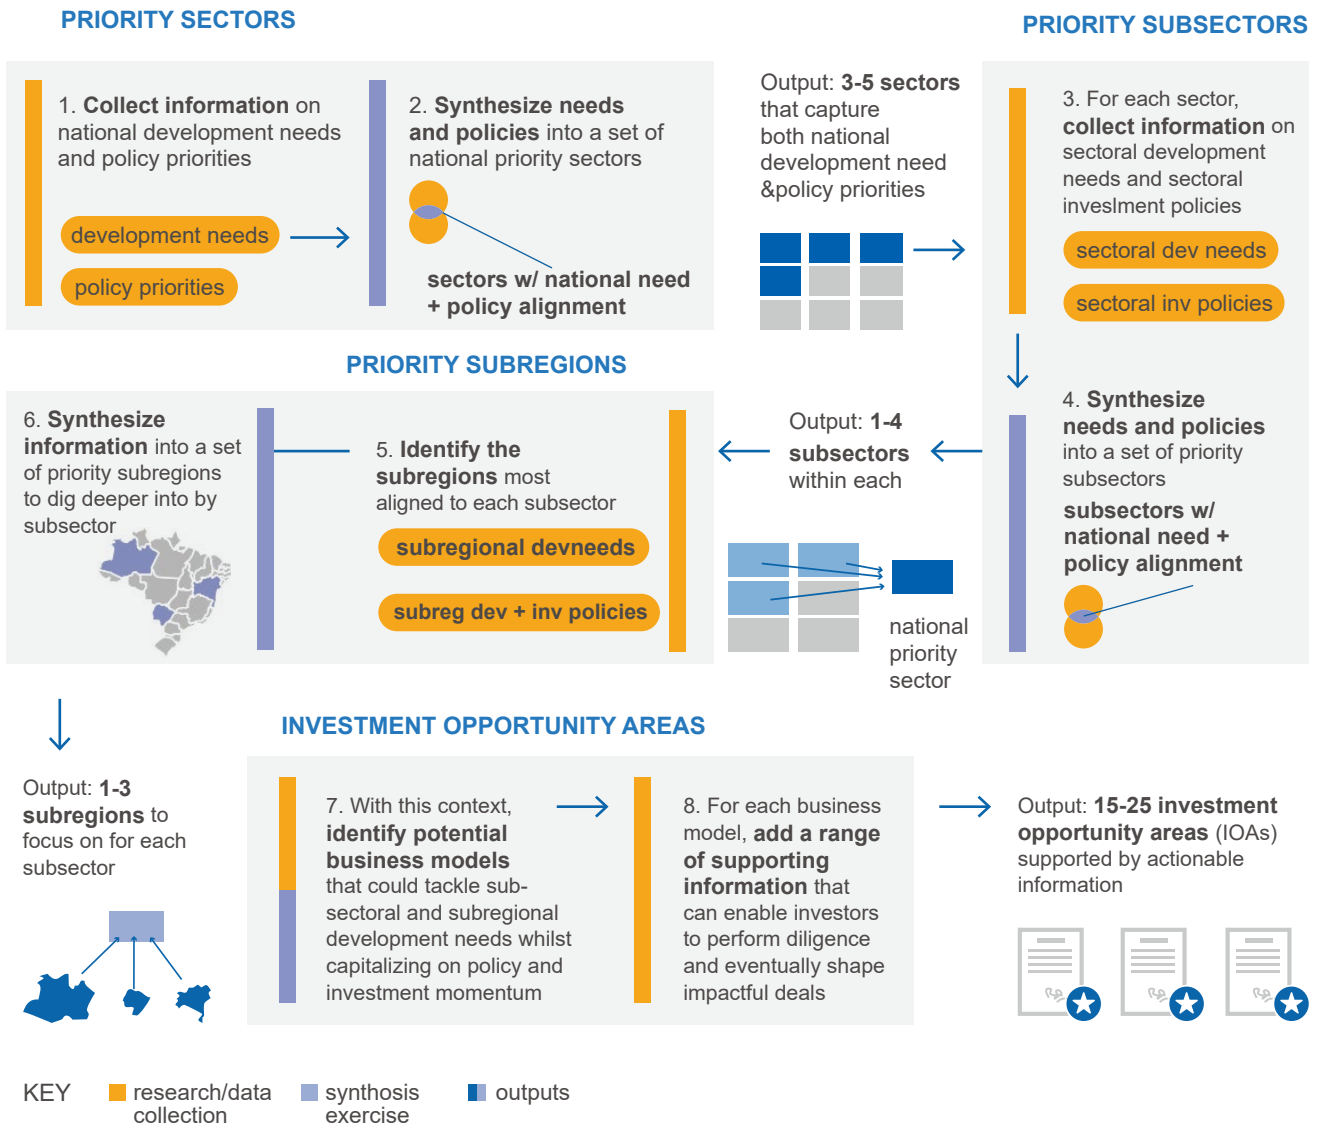 PRIORITY SECTORS
1. Collect information on
national development needs
and policy priorities
development needs
policy priorities
2. Synthesize needs
and policies into a set of
national priority sectors
sectors w/ national need
+ policy alignment
Output: 3-5 sectors
that capture
both national
development need
&policy priorities
PRIORITY SUBSECTORS
3. For each sector,
collect information on
sectoral development
needs and sectoral
inveslment policies
sectoral dev needs
sectoral inv policies
4. Synthesize
needs and policies
into a set of priority
subsectors
subsectors w/
national need +
policy alignment
Output: 1-4
subsectors
within each
national
priority
sector
PRIORITY SUBREGIONS
5. Identify the
subregions most
aligned to each subsector
subregional devneeds
subreg dev + inv policies
6. Synthesize
information into a set
of priority subregions
to dig deeper into by
subsector
Output: 1-3
subregions to
focus on for each
subsector
INVESTMENT OPPORTUNITY AREAS
7. With this context,
identify potential
business models
that could tackle sub-
sectoral and subregional
development needs whilst
capitalizing on policy and
investment momentum
8. For each business
model, add a range
of supporting
information that
can enable investors
to perform diligence
and eventually shape
impactful deals
Output: 15-25 investment
opportunity areas (IOAs)
supported by actionable
information
KEY
research/data
collection
synthosis
exercise
outputs